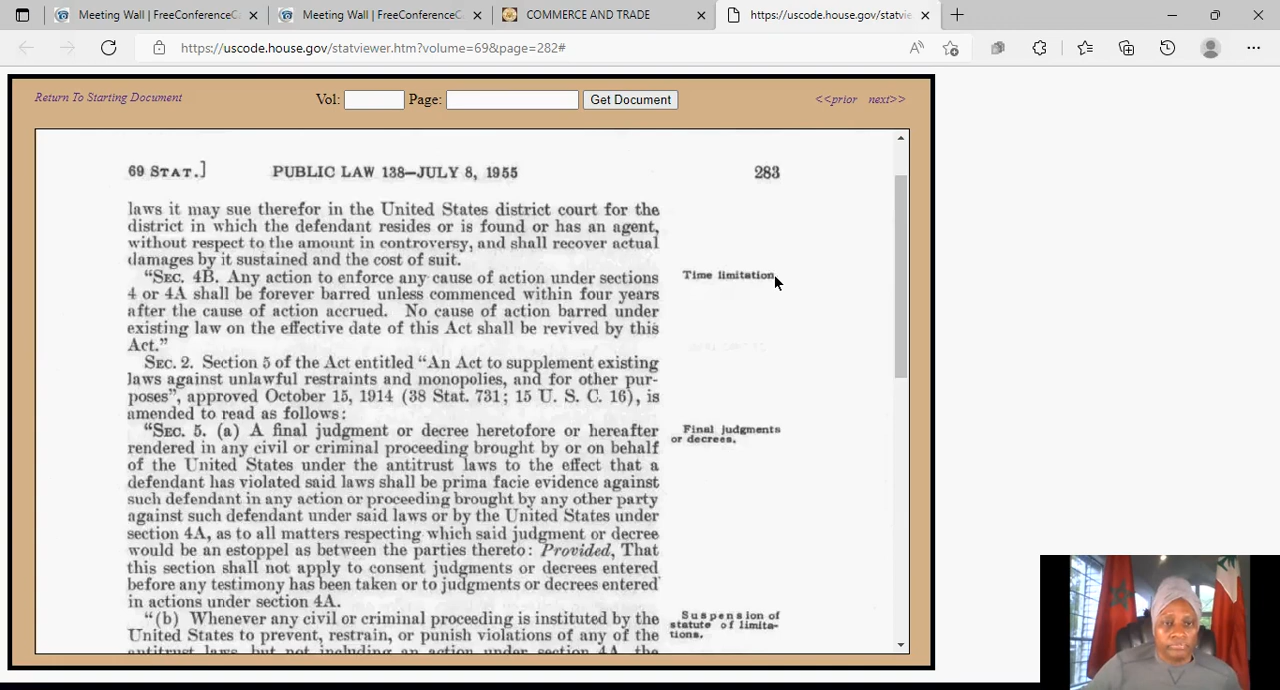 Meeting Wall | FreeConferenceC
Meeting Wall | FreeConferenceC
COMMERCE AND TRADE
https://uscode.house.gov/statvie
https://uscode.house.gov/statviewer.htm?volume=69&page=282#
Return To Starting Document
Vol:
Page:
Get Document
<<prior next>>
69 STAT.]
PUBLIC LAW 138—JULY 8, 1955
283
laws it may sue therefor in the United States district court for the
district in which the defendant resides or is found or has an agent,
without respect to the amount in controversy, and shall recover actual
damages by it sustained and the cost of suit.
“SEC. 4B. Any action to enforce any cause of action under sections
4 or 4A shall be forever barred unless commenced within four years
after the cause of action accrued. No cause of action barred under
existing law on the effective date of this Act shall be revived by this
Act.”
Time limitation.
SEC. 2. Section 5 of the Act entitled “An Act to supplement existing
laws against unlawful restraints and monopolies, and for other pur-
poses”, approved October 15, 1914 (38 Stat. 731; 15 U. S. C. 16), is
amended to read as follows:
“SEC. 5. (a) A final judgment or decree heretofore or hereafter
rendered in any civil or criminal proceeding brought by or on behalf
of the United States under the antitrust laws to the effect that a
defendant has violated said laws shall be prima facie evidence against
such defendant in any action or proceeding brought by any other party
against such defendant under said laws or by the United States under
section 4A, as to all matters respecting which said judgment or decree
would be an estoppel as between the parties thereto: Provided, That
this section shall not apply to consent judgments or decrees entered
before any testimony has been taken or to judgments or decrees entered
in actions under section 4A.
Final judgments
or decrees.
“(b) Whenever any civil or criminal proceeding is instituted by the
United States to prevent, restrain, or punish violations of any of the
antitrust laws, but not including an action under section 4A, the
Suspension of
statute of limita-
tions.